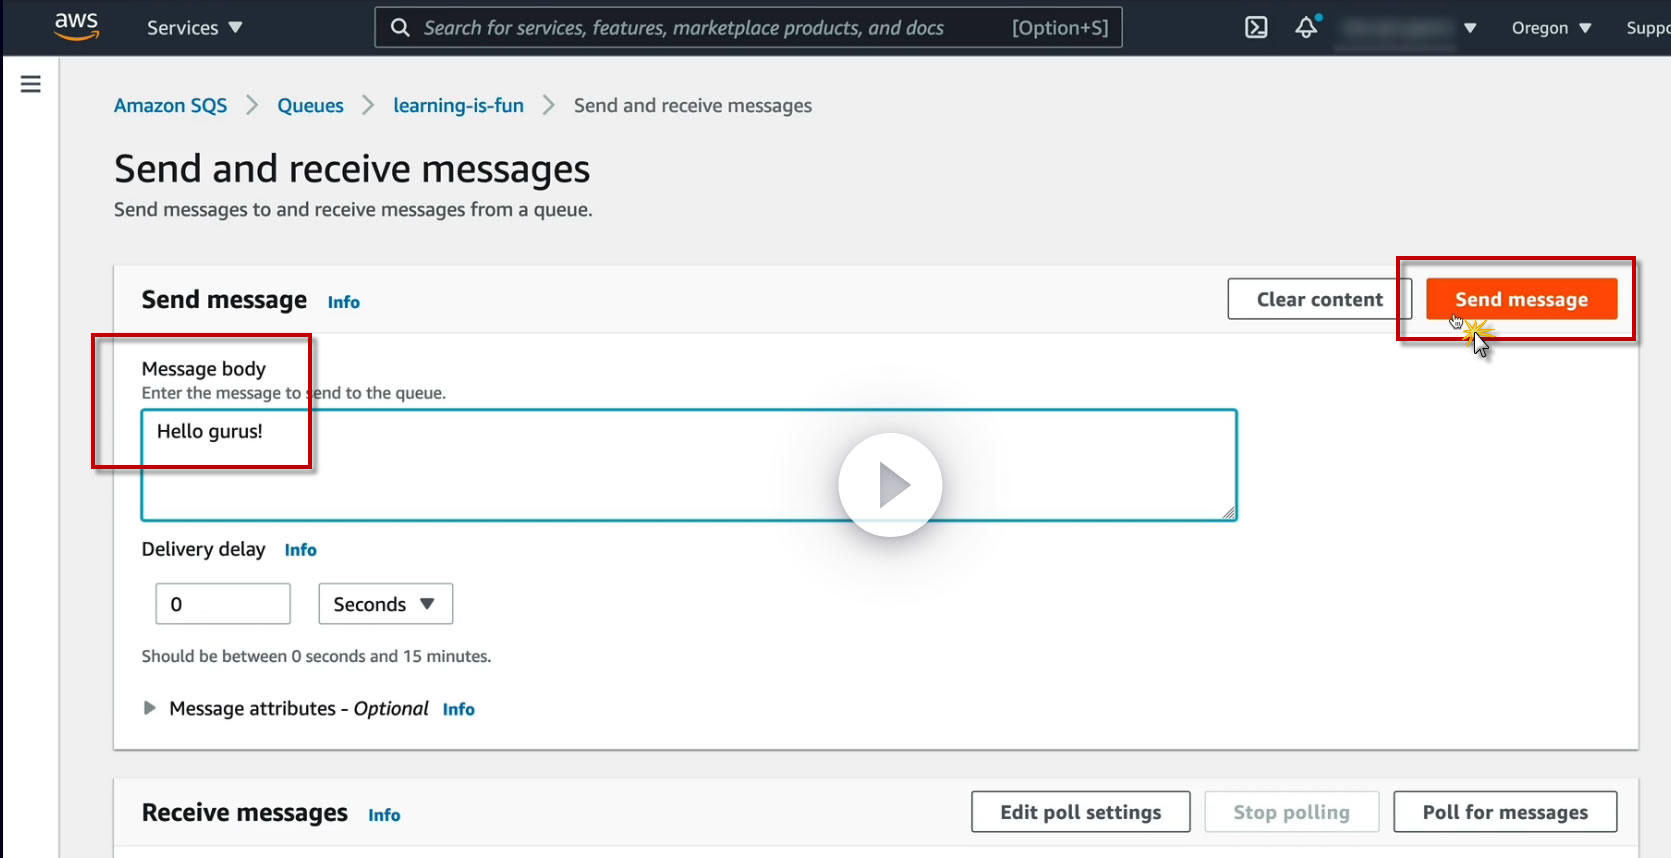 aws
Services
Search for services, features, marketplace products, and docs
[Option+S]
Oregon
Suppo
Amazon SQS
Queues
learning-is-fun
Send and receive messages
Send and receive messages
Send messages to and receive messages from a queue.
Send message
Info
Clear content
Send message
Message body
Enter the message to send to the queue.
Hello gurus!
Delivery delay
Info
0
Seconds
Should be between 0 seconds and 15 minutes.
Message attributes - Optional
Info
Receive messages
Info
Edit poll settings
Stop polling
Poll for messages